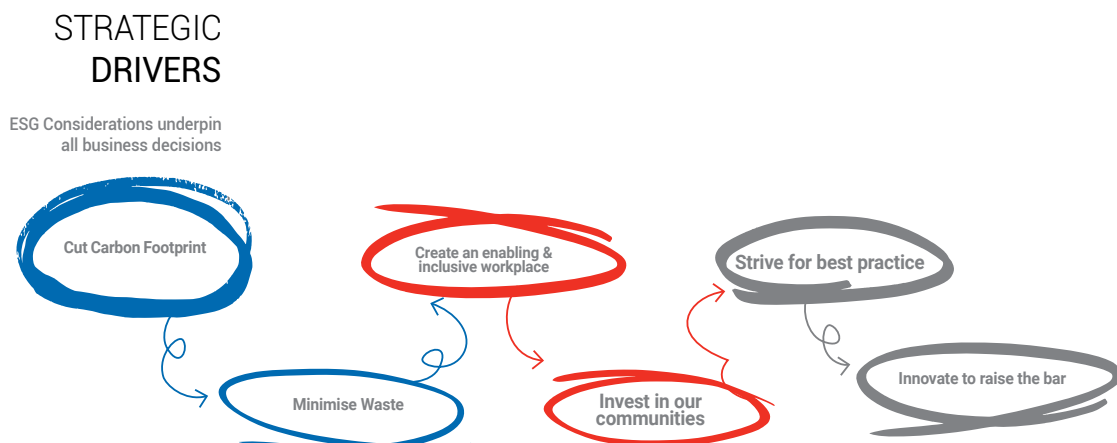 STRATEGIC
DRIVERS
ESG Considerations underpin
all business decisions
Cut Carbon Footprint
Minimise Waste
Create an enabling &
inclusive workplace
Invest in our
communities
Strive for best practice
Innovate to raise the bar